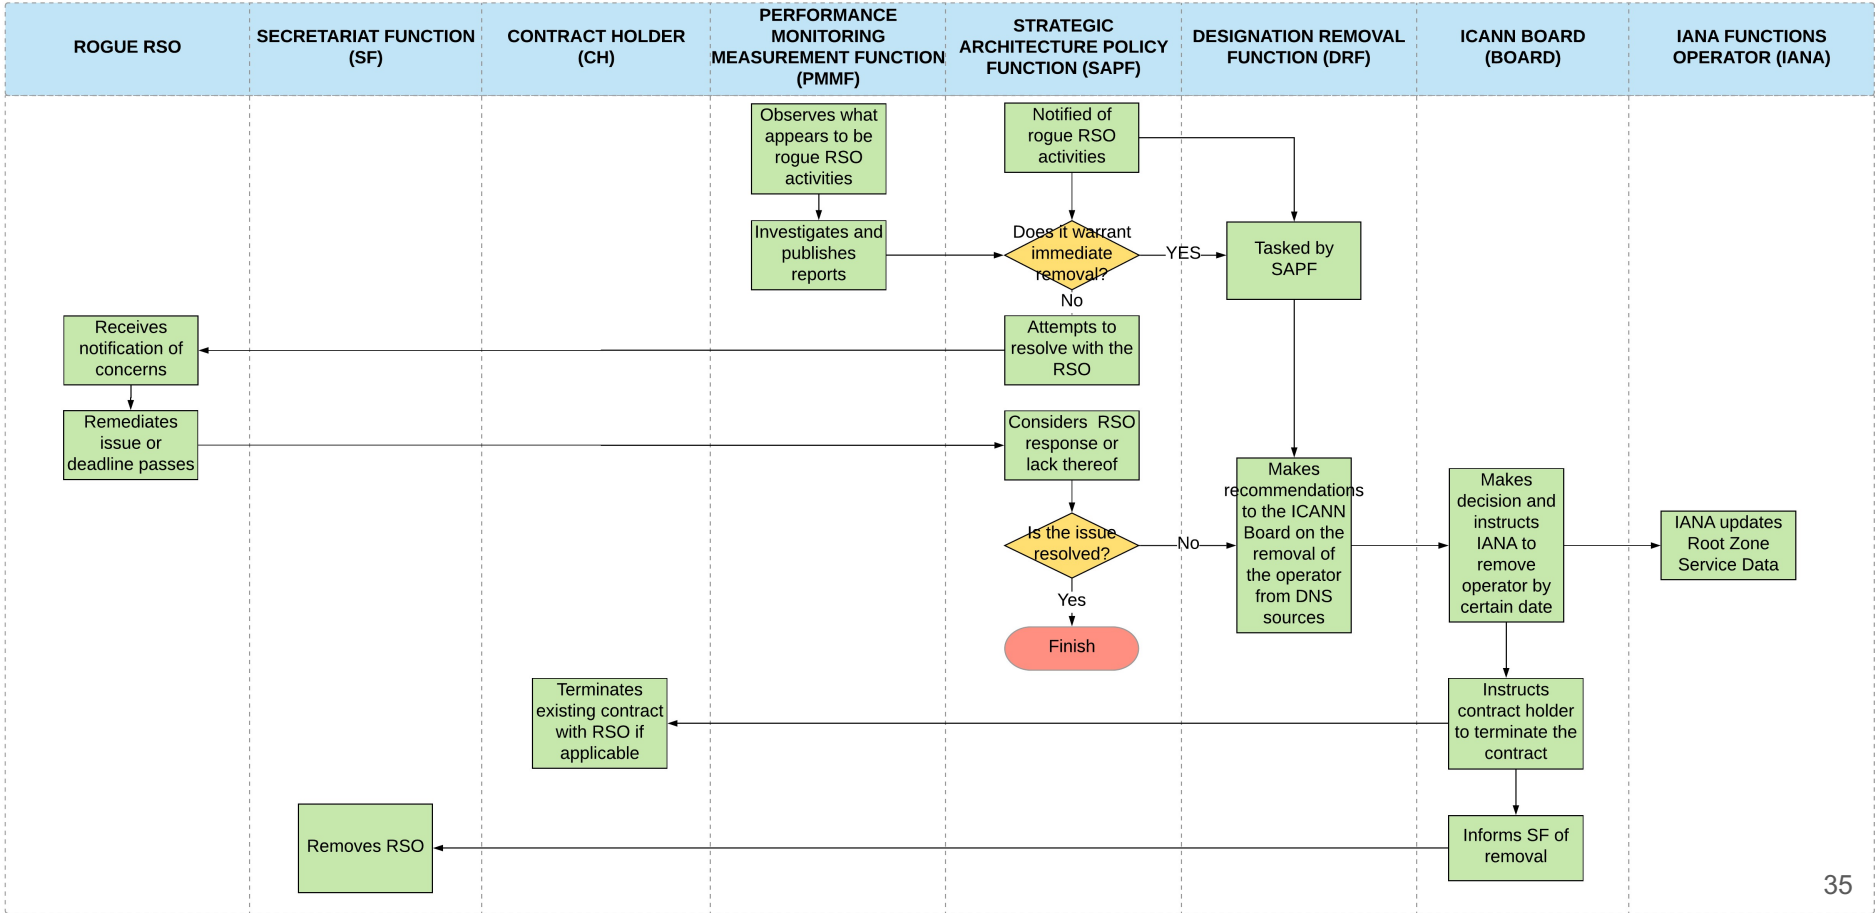 ROGUE RSO
SECRETARIAT FUNCTION
(SF)
CONTRACT HOLDER
(CH)
PERFORMANCE
MONITORING
MEASUREMENT FUNCTION
(PMMF)
STRATEGIC
ARCHITECTURE POLICY
FUNCTION (SAPF)
DESIGNATION REMOVAL
FUNCTION (DRF)
ICANN BOARD
(BOARD)
IANA FUNCTIONS
OPERATOR (IANA)
Observes what
appears to be
rogue RSO
activities
Notified of
rogue RSO
activities
Investigates and
publishes
reports
Does it warrant
immediate
removal?
YES
Tasked by
SAPF
No
Receives
notification of
concerns
Attempts to
resolve with the
RSO
Remediates
issue or
deadline passes
Considers RSO
response or
lack thereof
Is the issue
resolved?
No
Makes
recommendations
to the ICANN
Board on the
removal of
the operator
from DNS
sources
Makes
decision and
instructs
IANA to
remove
operator by
certain date
IANA updates
Root Zone
Service Data
Yes
Finish
Terminates
existing contract
with RSO if
applicable
Instructs
contract holder
to terminate the
contract
Removes RSO
Informs SF of
removal
35